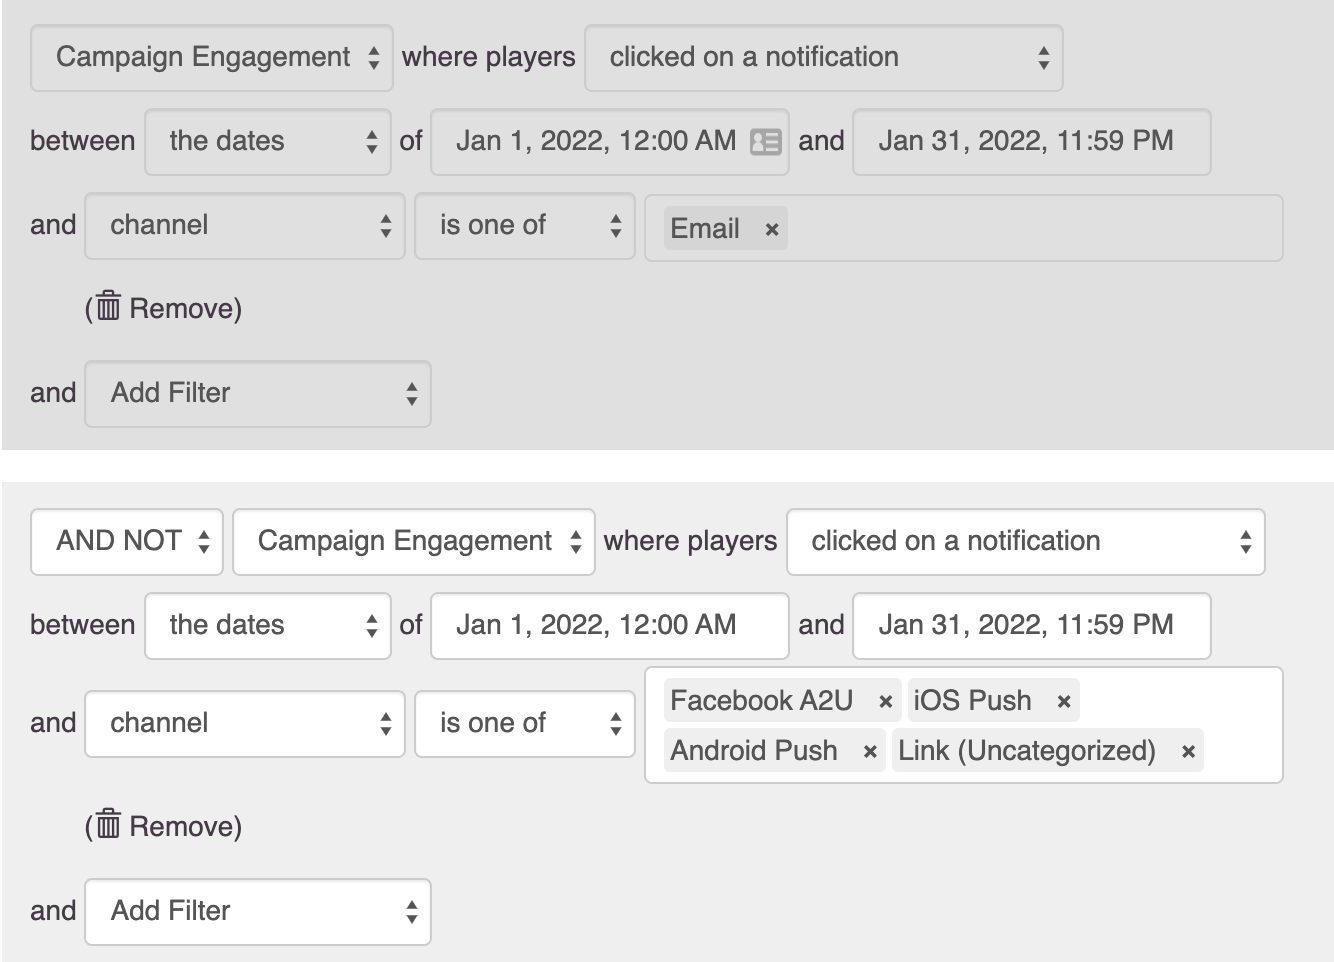 Campaign Engagement where players clicked on a notification
between the dates of Jan 1, 2022, 12:00 AM and Jan 31, 2022, 11:59 PM
and channel is one of Email ×
(Remove)
and Add Filter
AND NOT Campaign Engagement where players clicked on a notification
between the dates of Jan 1, 2022, 12:00 AM and Jan 31, 2022, 11:59 PM
and channel is one of Facebook A2U × iOS Push ×
Android Push × Link (Uncategorized) ×
(Remove)
and Add Filter